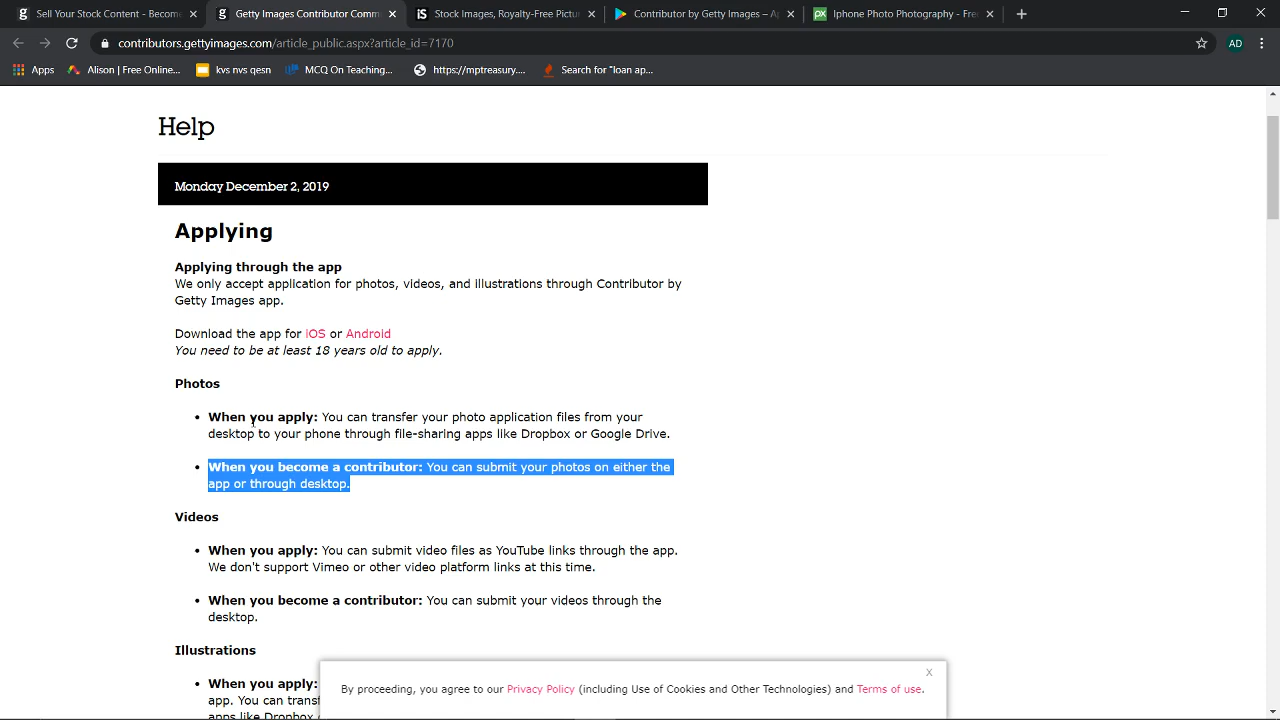 Sell Your Stock Content - Become
Getty Images Contributor Comm
Stock Images, Royalty-Free Pictur
Contributor by Getty Images – A
Iphone Photo Photography - Fre
contributors.gettyimages.com/article_public.aspx?article_id=7170
AD
Apps
Alison | Free Online...
kvs nvs qesn
MCQ On Teaching...
https://mptreasury....
Search for "loan ap...
Help
Monday December 2, 2019
Applying
Applying through the app
We only accept application for photos, videos, and illustrations through Contributor by
Getty Images app.
Download the app for iOS or Android
You need to be at least 18 years old to apply.
Photos
• When you apply: You can transfer your photo application files from your
desktop to your phone through file-sharing apps like Dropbox or Google Drive.
• When you become a contributor: You can submit your photos on either the
app or through desktop.
Videos
• When you apply: You can submit video files as YouTube links through the app.
We don't support Vimeo or other video platform links at this time.
• When you become a contributor: You can submit your videos through the
desktop.
Illustrations
• When you apply:
app. You can transf
apps like Dropbox
X
By proceeding, you agree to our Privacy Policy (including Use of Cookies and Other Technologies) and Terms of use.